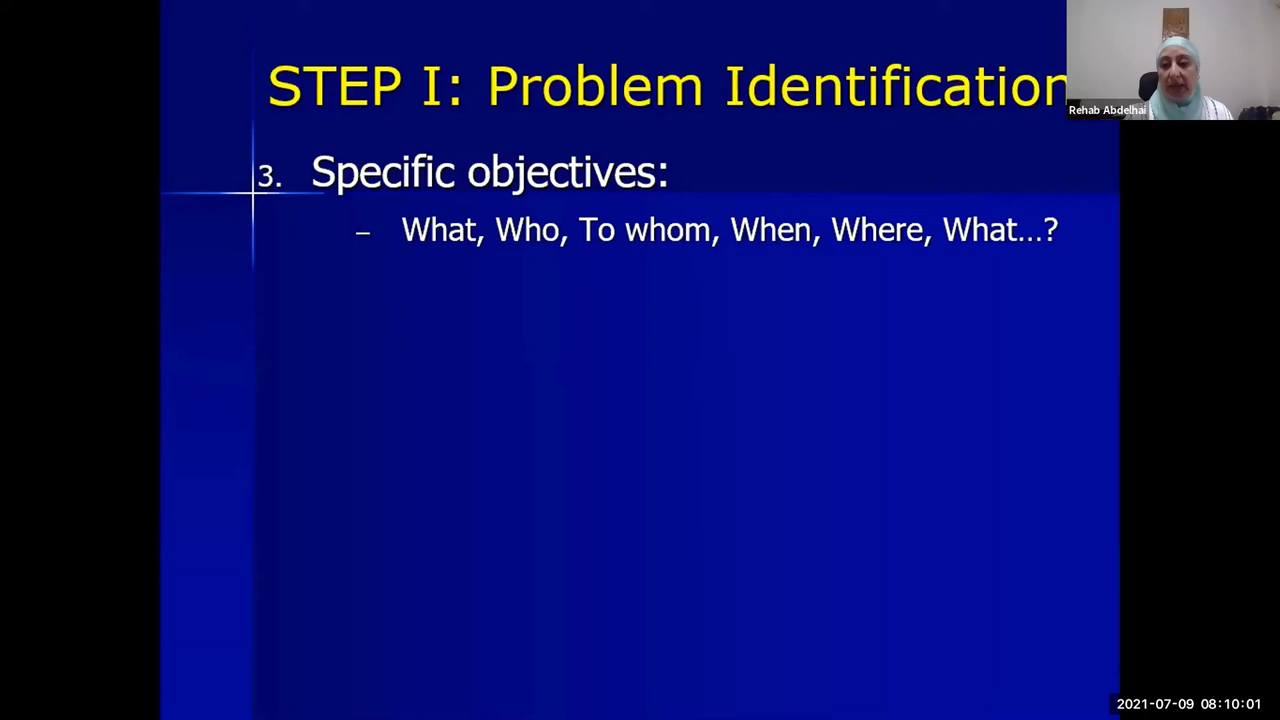 STEP I: Problem Identification
Rehab Abdelhai
3. Specific objectives:
– What, Who, To whom, When, Where, What...?
2021-07-09 08:10:01